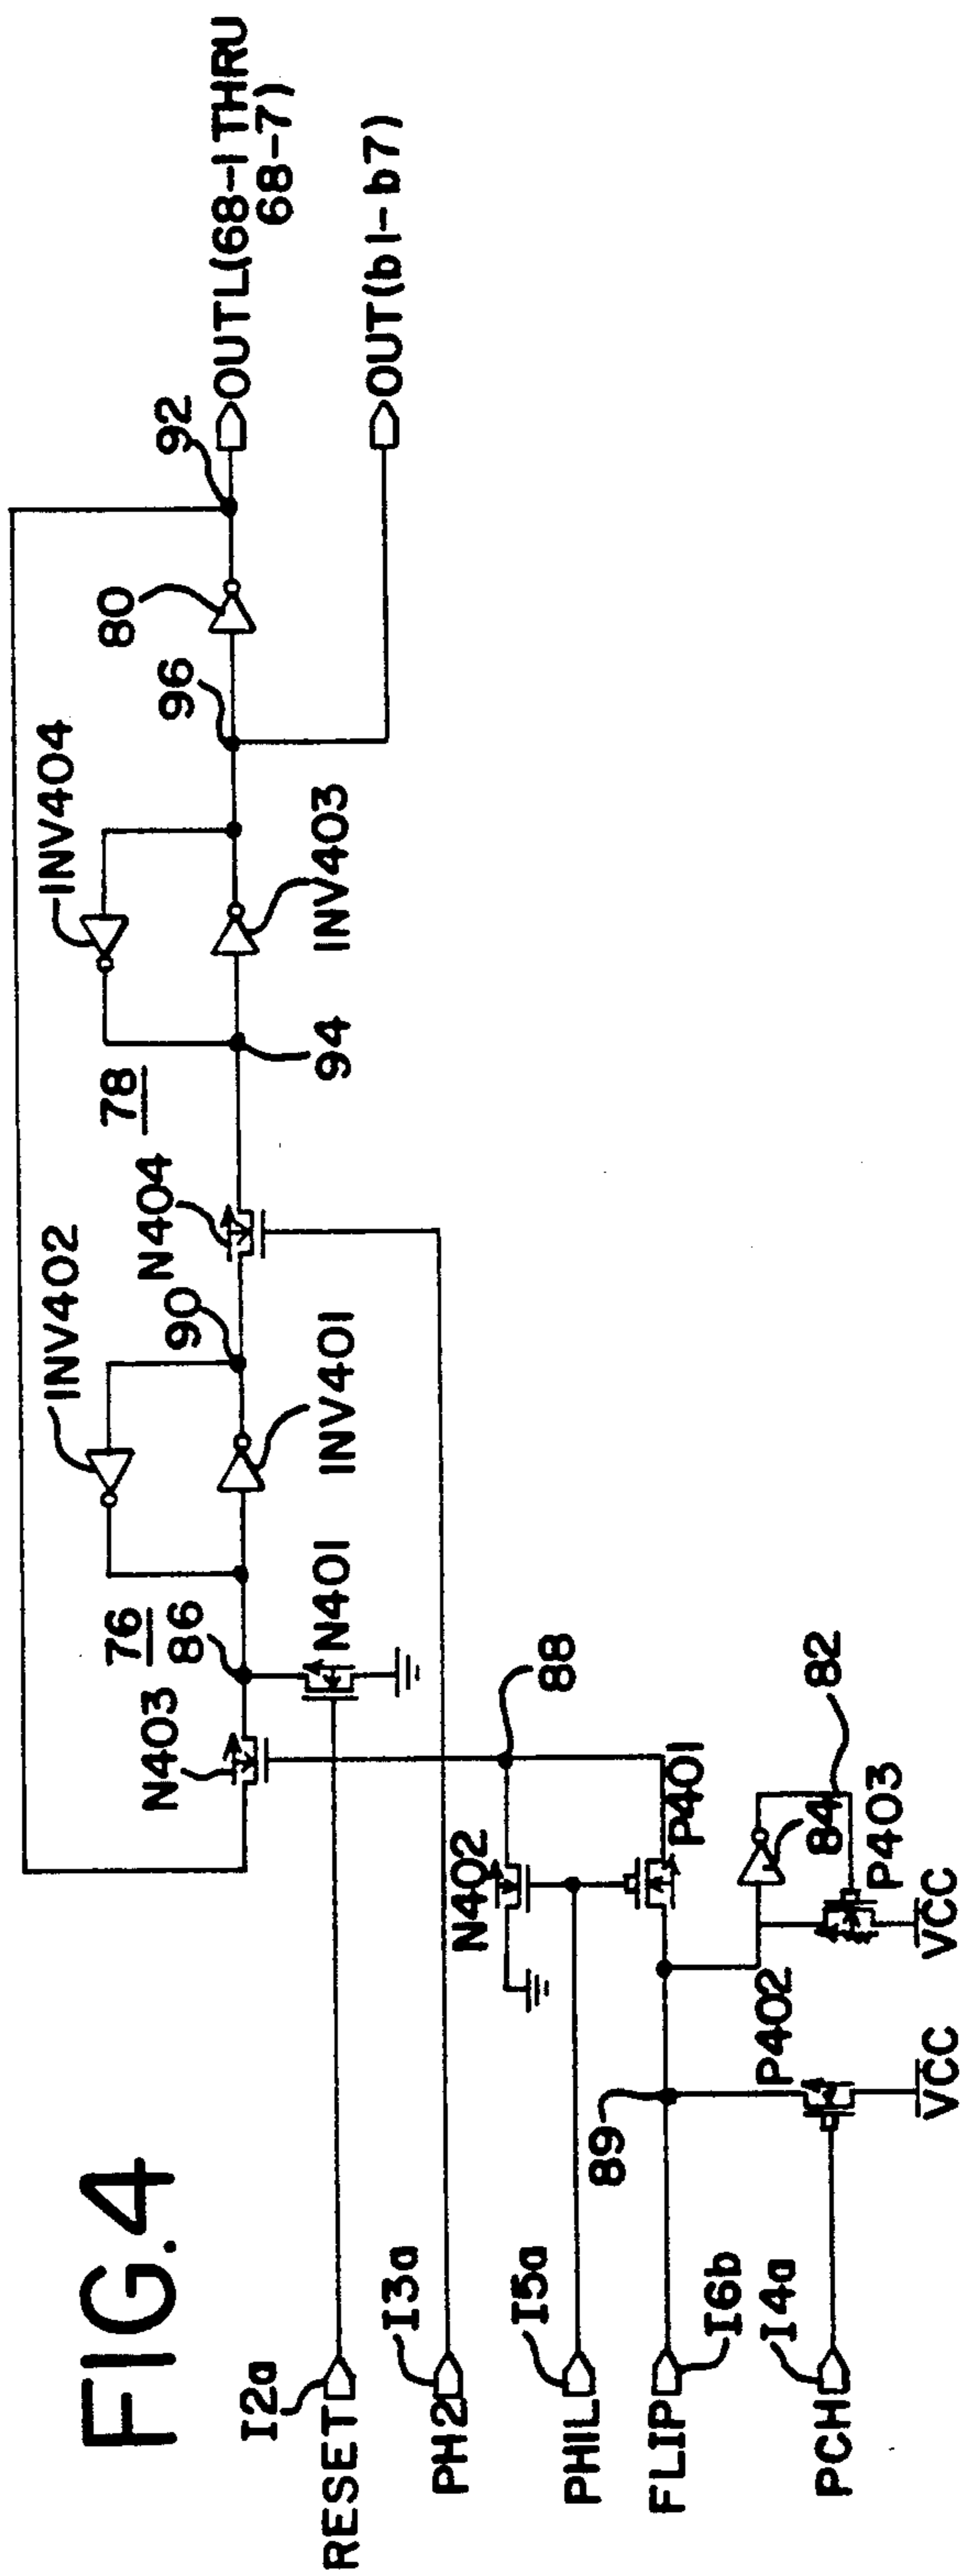 FIG.4
OUTL(68-1 THRU
68-7)
OUT(b1-b7)
92
80
96
INV404
INV403
94
78
N404
90
INV402
INV401
76
86
N401
N403
88
N402
P401
82
84
P403
VCC
P402
VCC
89
I2a
RESET
I3a
PH2
I5a
PH1L
I6b
FLIP
I4a
PCH